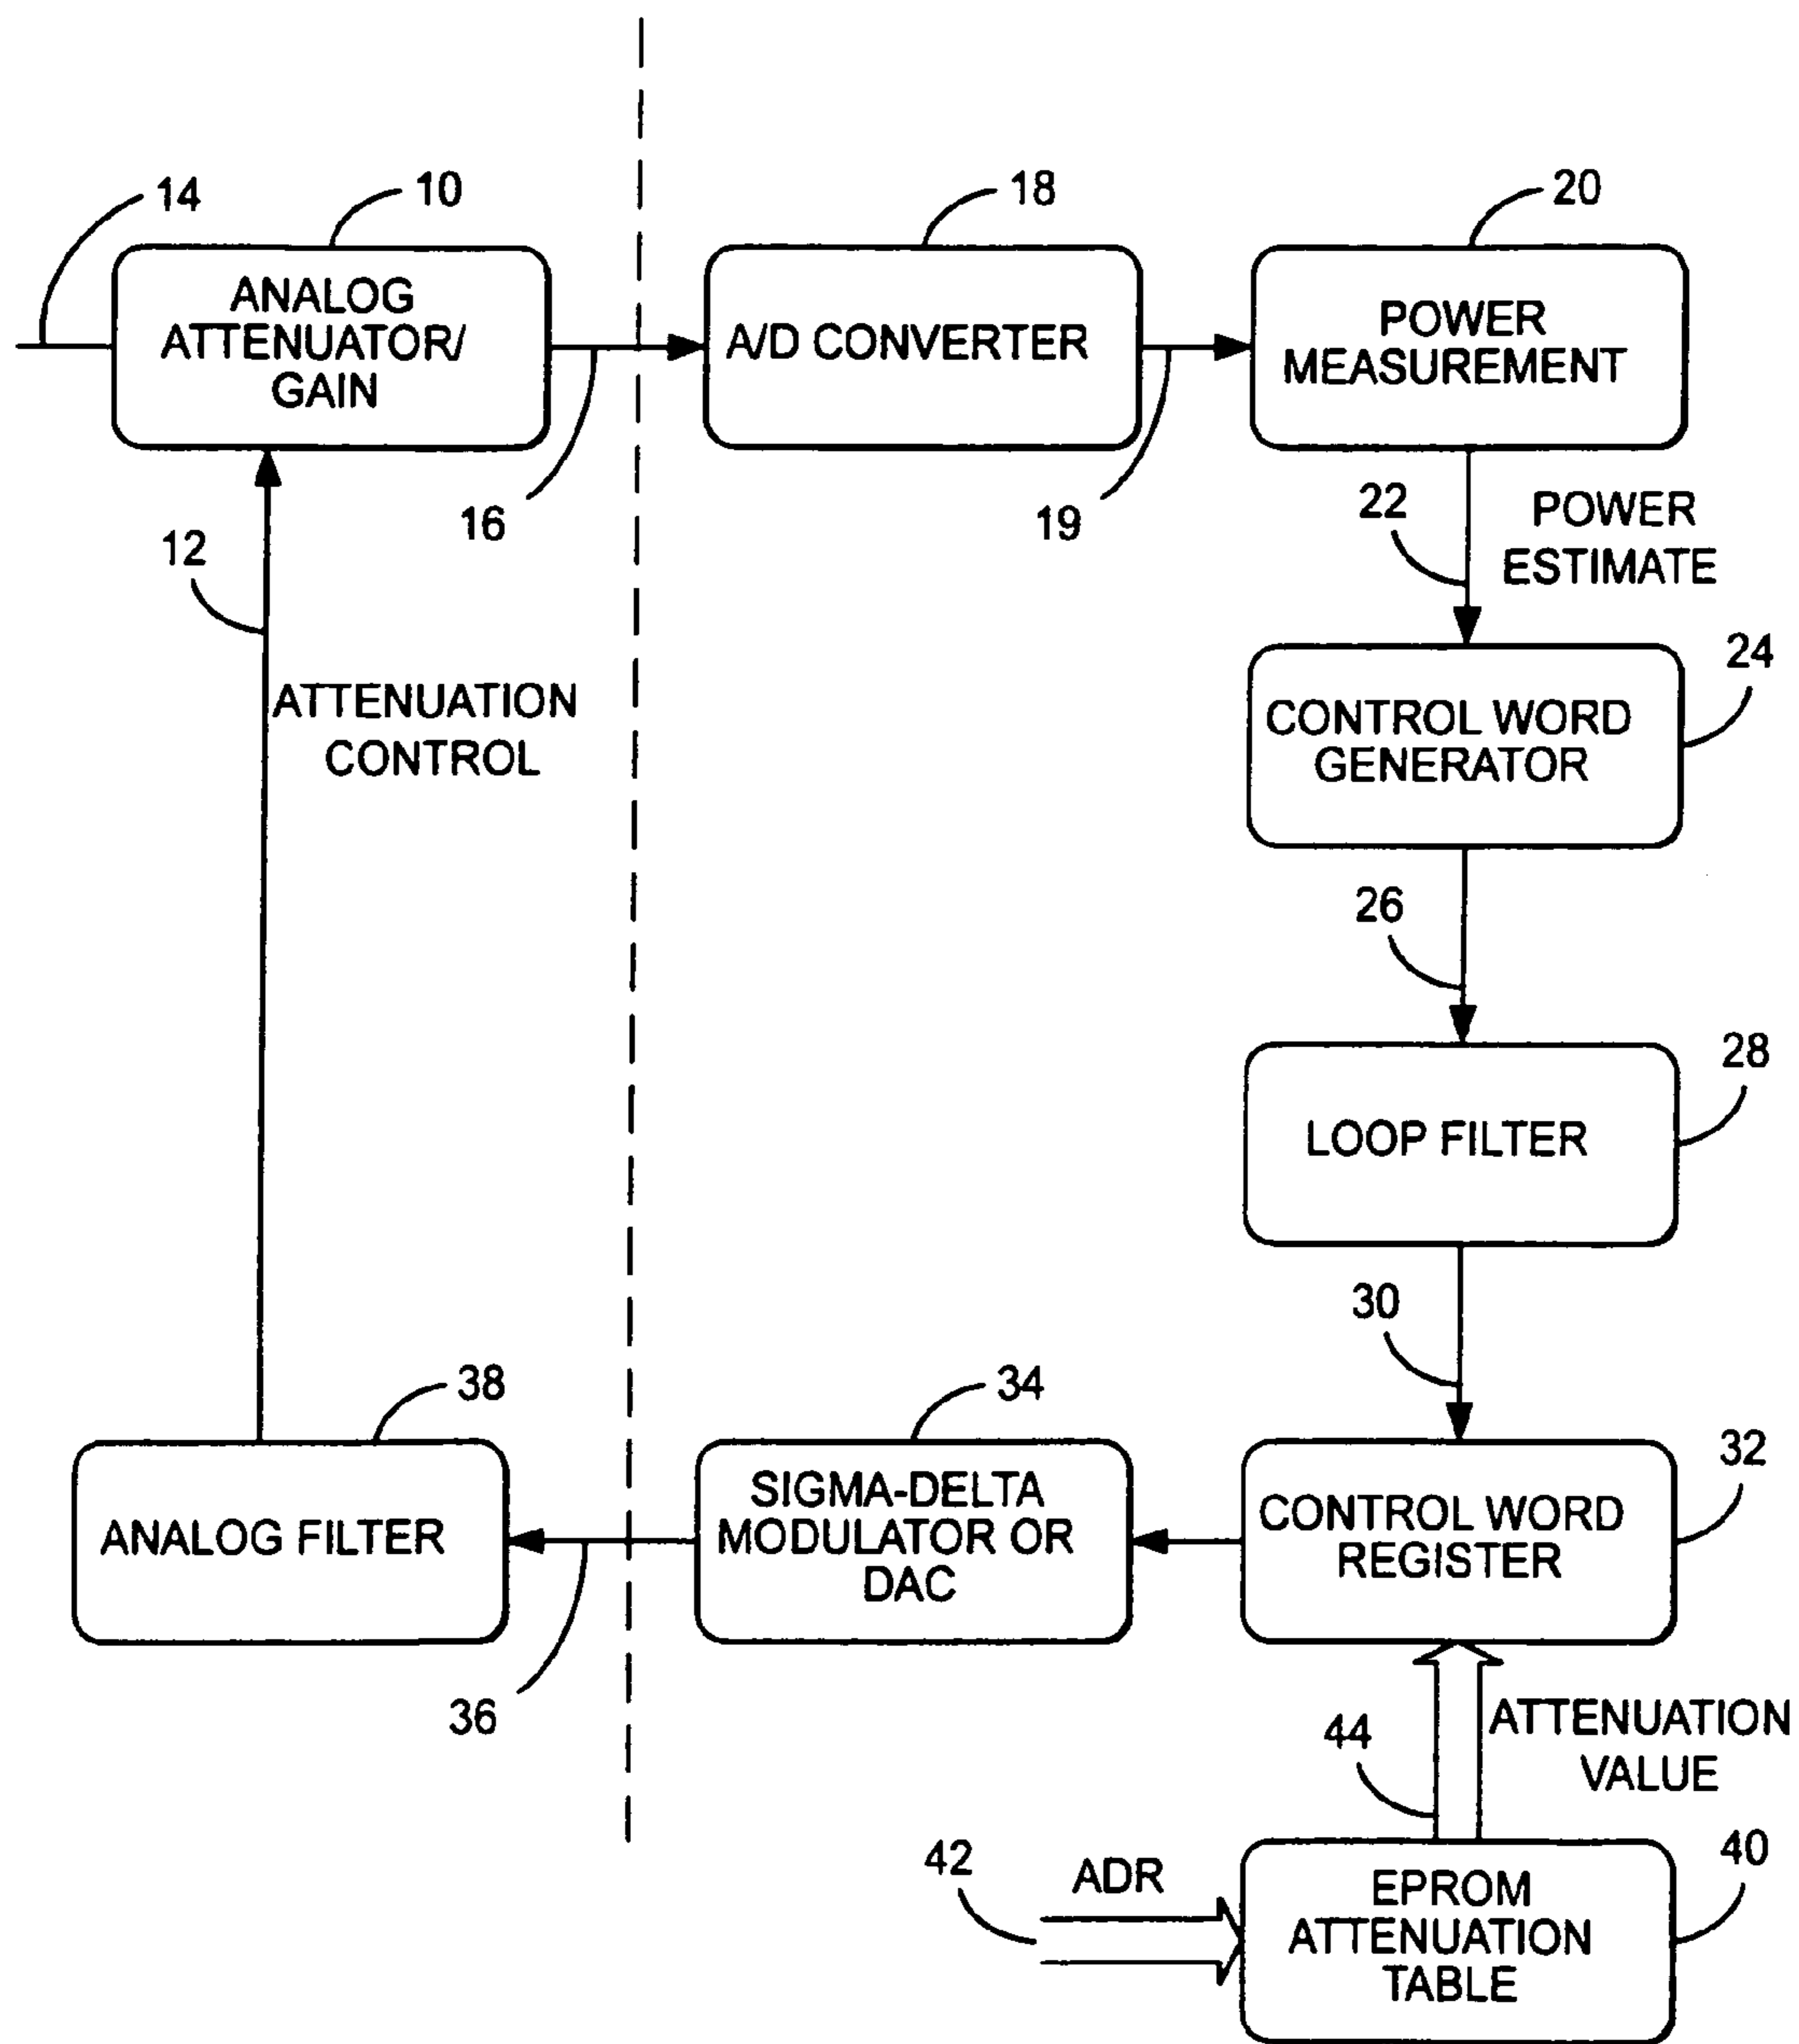 14
10
18
20
ANALOG
ATTENUATOR/
GAIN
A/D CONVERTER
POWER
MEASUREMENT
16
19
22
POWER
ESTIMATE
12
ATTENUATION
CONTROL
24
CONTROL WORD
GENERATOR
26
28
LOOP FILTER
30
38
34
32
ANALOG FILTER
SIGMA-DELTA
MODULATOR OR
DAC
CONTROL WORD
REGISTER
36
44
ATTENUATION
VALUE
42
ADR
40
EPROM
ATTENUATION
TABLE